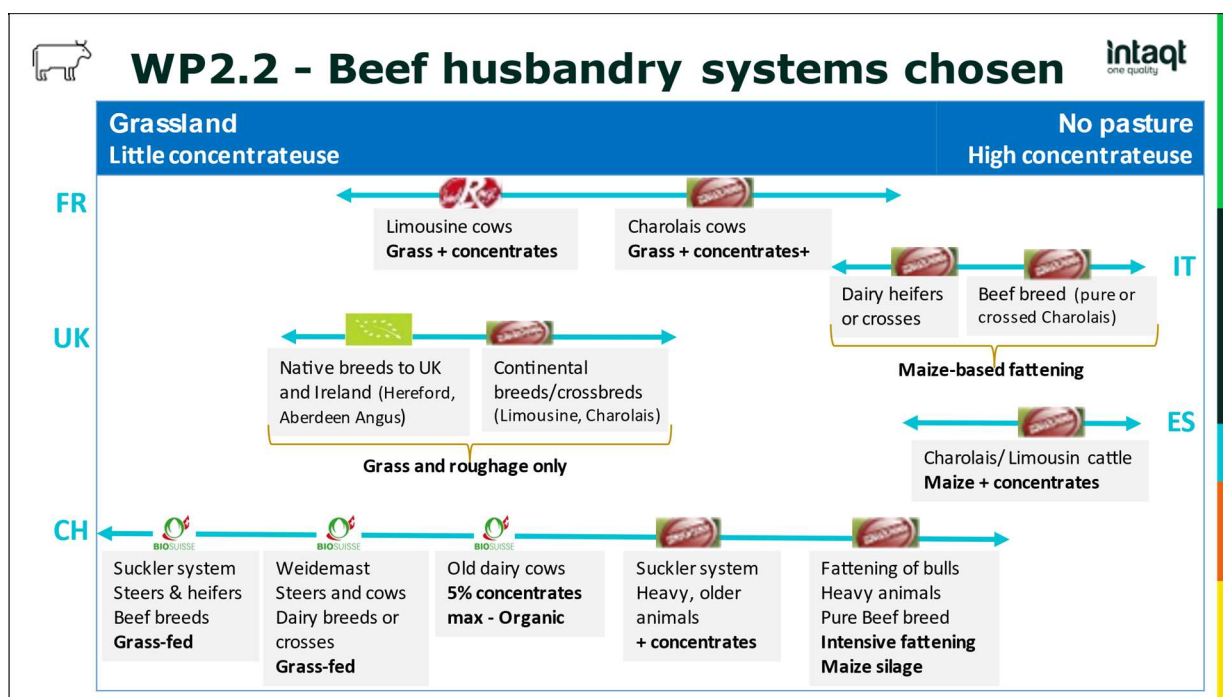 WP2.2 - Beef husbandry systems chosen
intaqt
one quality
Grassland
Little concentrateuse
No pasture
High concentrateuse
FR
Limousine cows
Grass + concentrates
Charolais cows
Grass + concentrates+
IT
Dairy heifers
or crosses
Beef breed (pure or
crossed Charolais)
Maize-based fattening
UK
Native breeds to UK
and Ireland (Hereford,
Aberdeen Angus)
Continental
breeds/crossbreds
(Limousine, Charolais)
Grass and roughage only
ES
Charolais/ Limousin cattle
Maize + concentrates
CH
BIOSUISSE
Suckler system
Steers & heifers
Beef breeds
Grass-fed
BIOSUISSE
Weidemast
Steers and cows
Dairy breeds or
crosses
Grass-fed
BIOSUISSE
Old dairy cows
5% concentrates
max - Organic
Suckler system
Heavy, older
animals
+ concentrates
Fattening of bulls
Heavy animals
Pure Beef breed
Intensive fattening
Maize silage